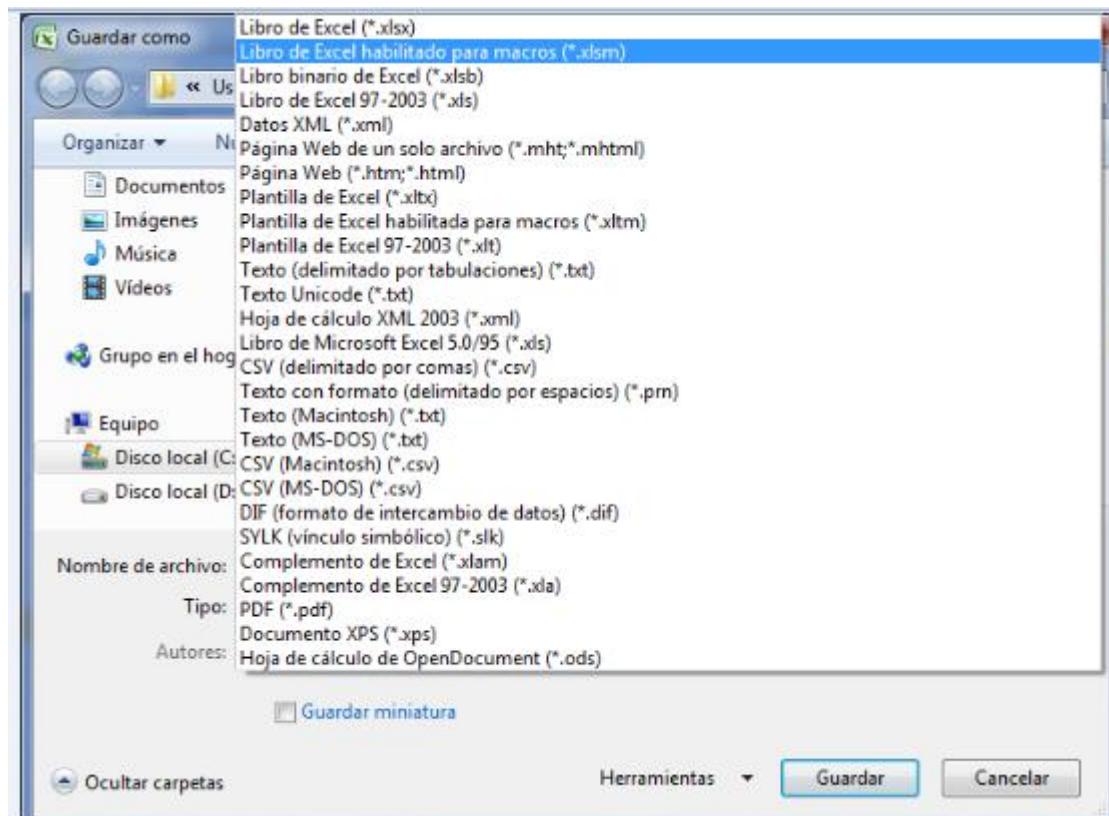 Guardar como
« Us
Organizar
Nu
Documentos
Imágenes
Música
Vídeos
Grupo en el hog
Equipo
Disco local (C:
Disco local (D:
Nombre de archivo:
Tipo:
Autores:
Libro de Excel (*.xlsx)
Libro de Excel habilitado para macros (*.xlsm)
Libro binario de Excel (*.xlsb)
Libro de Excel 97-2003 (*.xls)
Datos XML (*.xml)
Página Web de un solo archivo (*.mht;*.mhtml)
Página Web (*.htm;*.html)
Plantilla de Excel (*.xltx)
Plantilla de Excel habilitada para macros (*.xltm)
Plantilla de Excel 97-2003 (*.xlt)
Texto (delimitado por tabulaciones) (*.txt)
Texto Unicode (*.txt)
Hoja de cálculo XML 2003 (*.xml)
Libro de Microsoft Excel 5.0/95 (*.xls)
CSV (delimitado por comas) (*.csv)
Texto con formato (delimitado por espacios) (*.prn)
Texto (Macintosh) (*.txt)
Texto (MS-DOS) (*.txt)
CSV (Macintosh) (*.csv)
CSV (MS-DOS) (*.csv)
DIF (formato de intercambio de datos) (*.dif)
SYLK (vínculo simbólico) (*.slk)
Complemento de Excel (*.xlam)
Complemento de Excel 97-2003 (*.xla)
PDF (*.pdf)
Documento XPS (*.xps)
Hoja de cálculo de OpenDocument (*.ods)
Guardar miniatura
Ocultar carpetas
Herramientas
Guardar
Cancelar